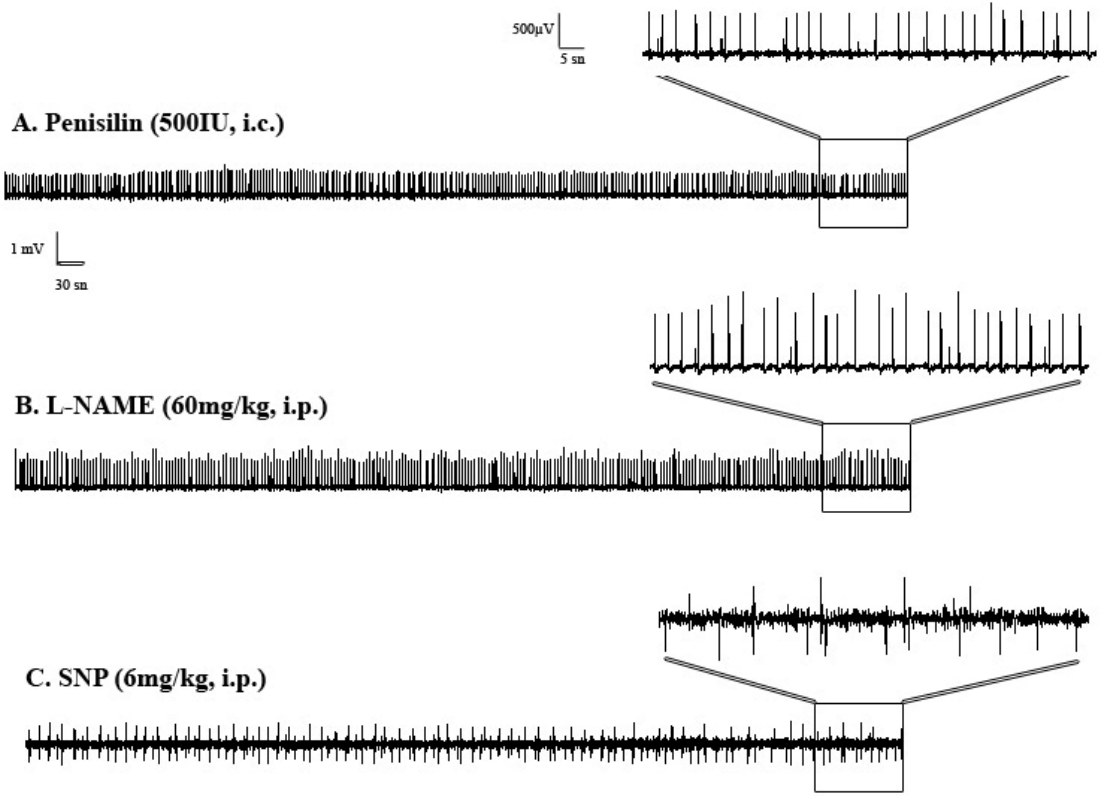 500µV
5 sn
A. Penisilin (500IU, i.c.)
1 mV
30 sn
B. L-NAME (60mg/kg, i.p.)
C. SNP (6mg/kg, i.p.)